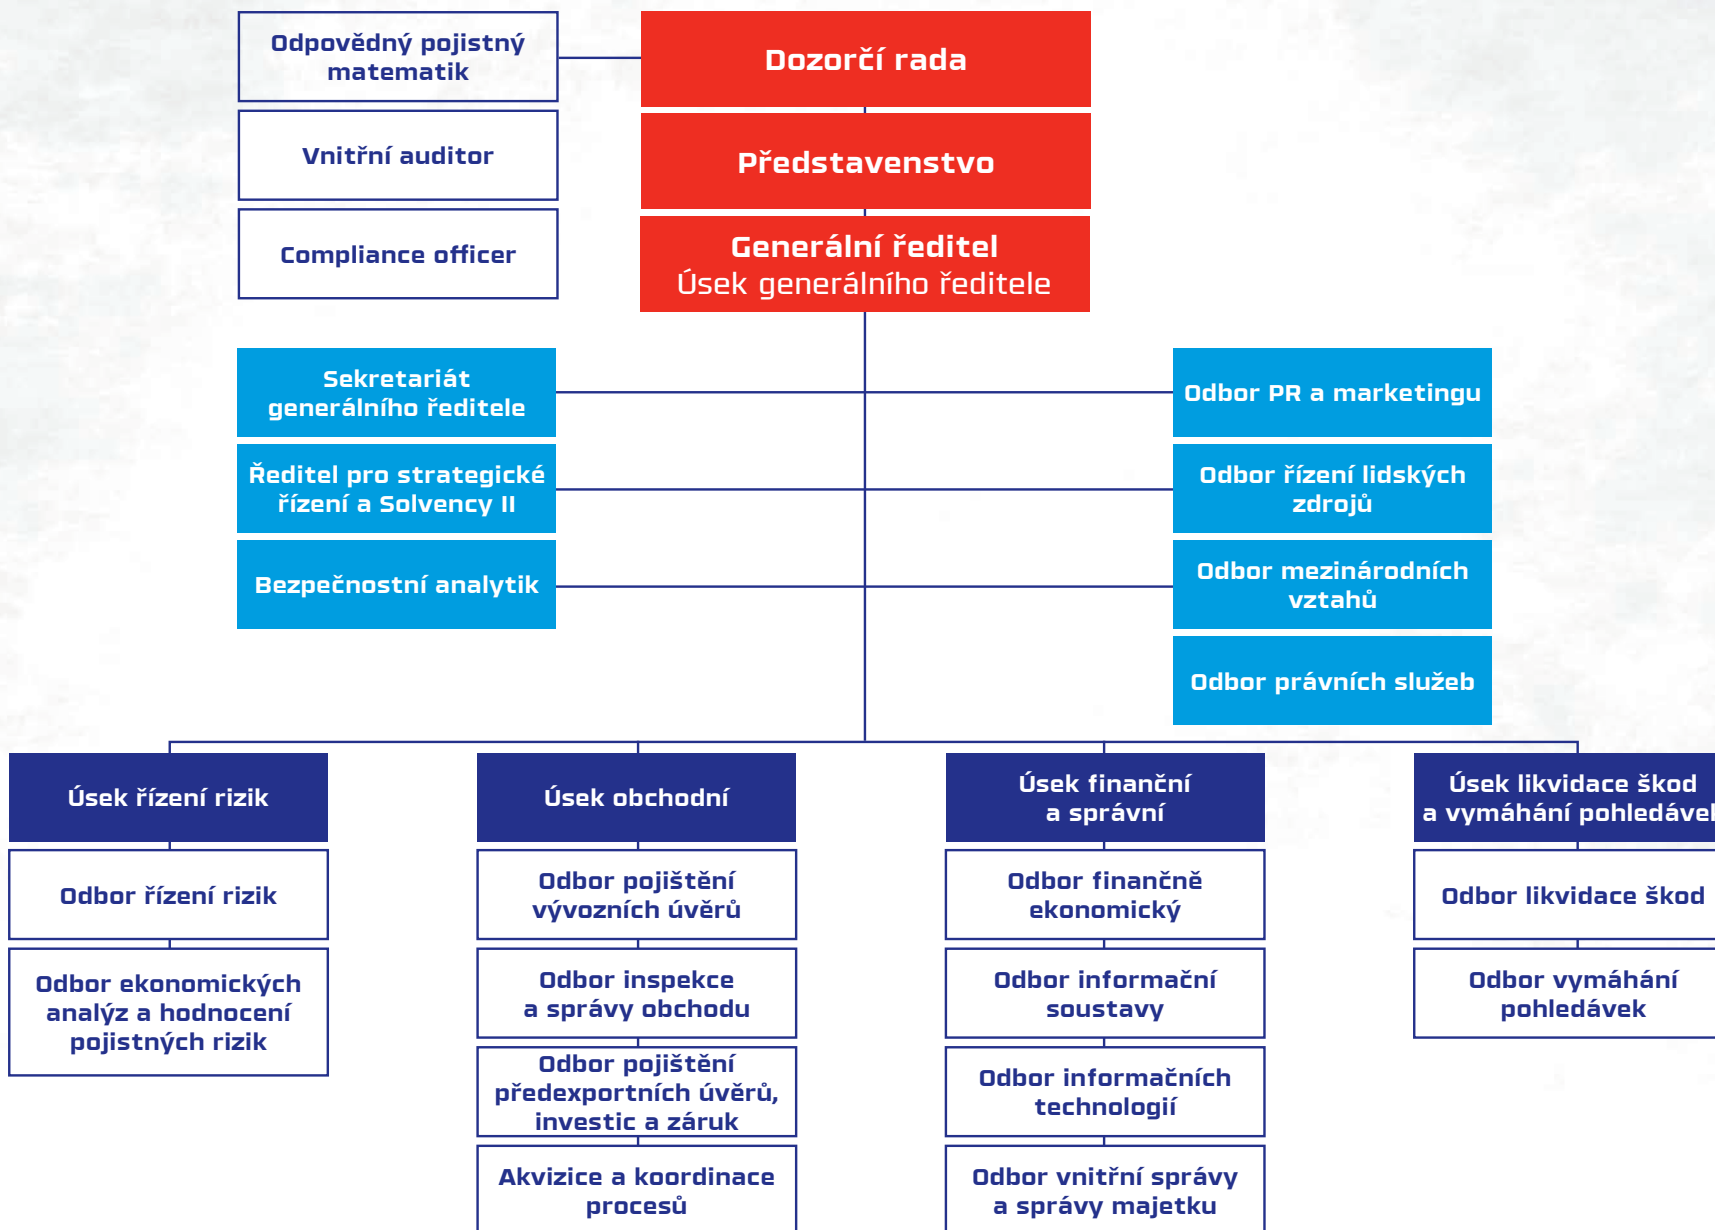 Odpovědný pojistný
matematik
Dozorčí rada
Vnitřní auditor
Představenstvo
Compliance officer
Generální ředitel
Úsek generálního ředitele
Sekretariát
generálního ředitele
Odbor PR a marketingu
Ředitel pro strategické
řízení a Solvency II
Odbor řízení lidských
zdrojů
Bezpečnostní analytik
Odbor mezinárodních
vztahů
Odbor právních služeb
Úsek řízení rizik
Odbor řízení rizik
Odbor ekonomických
analýz a hodnocení
pojistných rizik
Úsek obchodní
Odbor pojištění
vývozních úvěrů
Odbor inspekce
a správy obchodu
Odbor pojištění
předexportních úvěrů,
investic a záruk
Akvizice a koordinace
procesů
Úsek finanční
a správní
Odbor finančně
ekonomický
Odbor informační
soustavy
Odbor informačních
technologií
Odbor vnitřní správy
a správy majetku
Úsek likvidace škod
a vymáhání pohledávek
Odbor likvidace škod
Odbor vymáhání
pohledávek